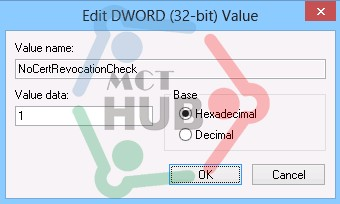 Edit DWORD (32-bit) Value
Value name:
NoCertRevocationCheck
Value data:
1
Base
Hexadecimal
Decimal
OK
Cancel
MCT
HUB